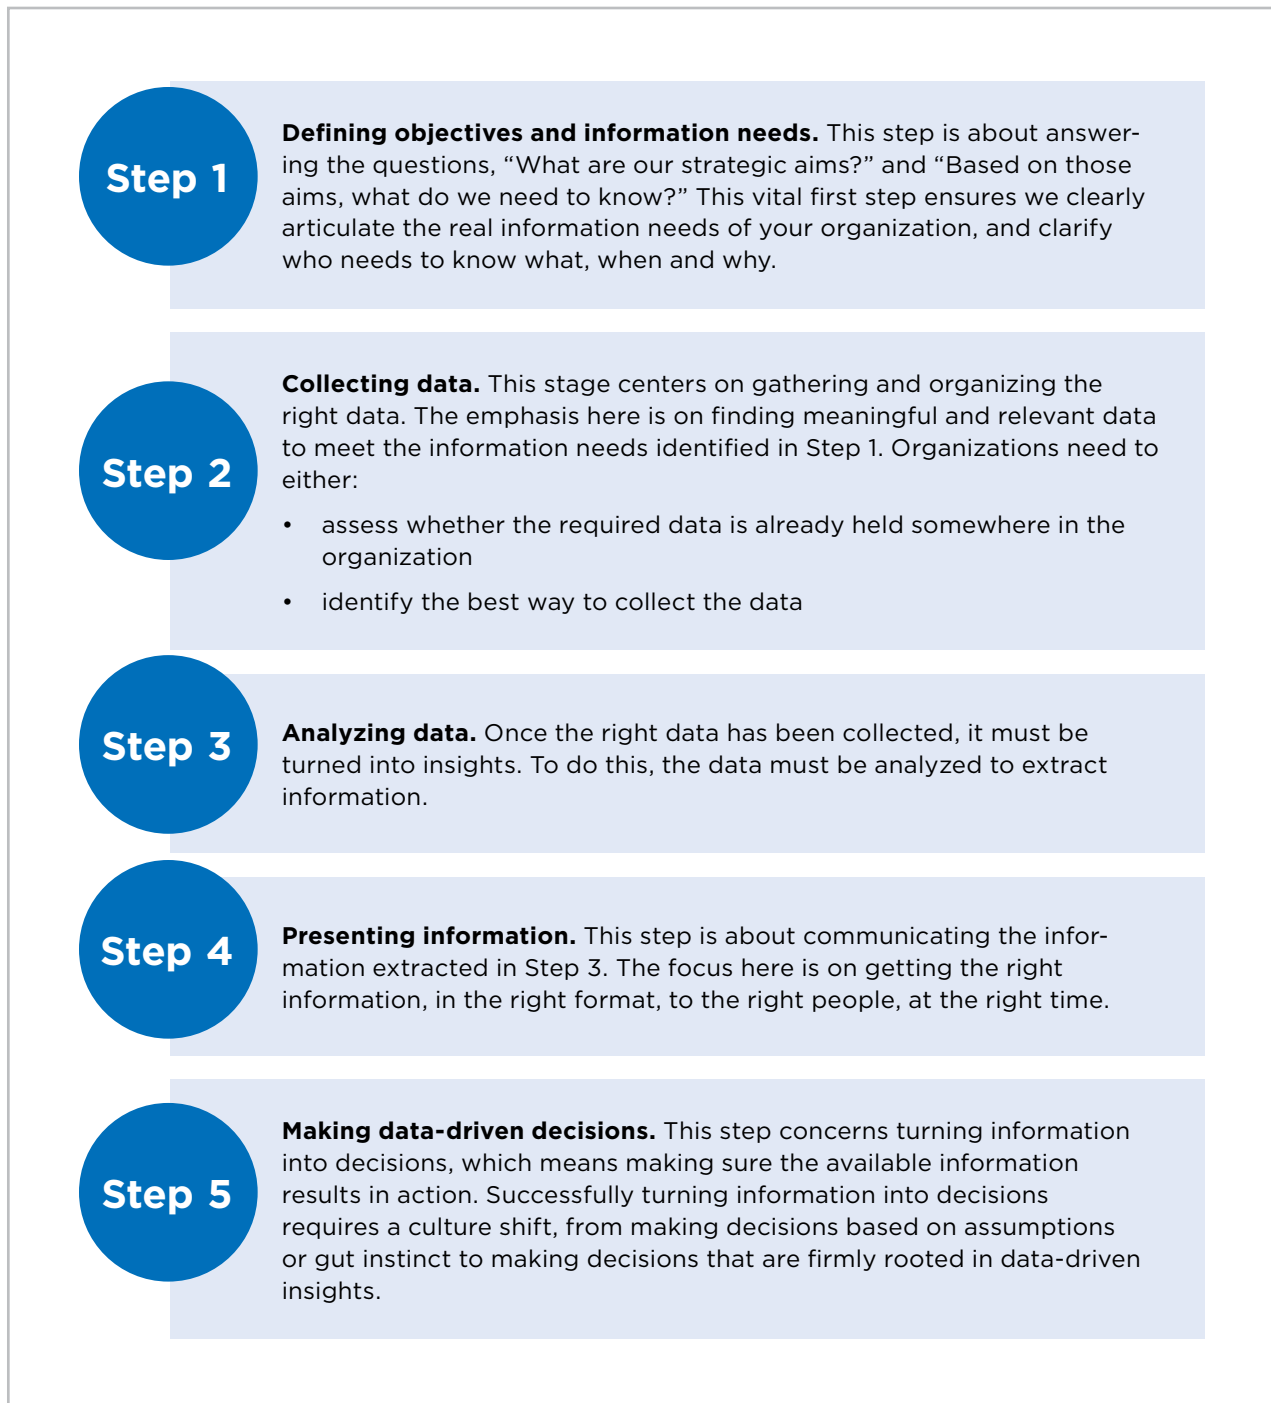 Step 1
Defining objectives and information needs. This step is about answer-
ing the questions, “What are our strategic aims?” and “Based on those
aims, what do we need to know?” This vital first step ensures we clearly
articulate the real information needs of your organization, and clarify
who needs to know what, when and why.
Step 2
Collecting data. This stage centers on gathering and organizing the
right data. The emphasis here is on finding meaningful and relevant data
to meet the information needs identified in Step 1. Organizations need to
either:
• assess whether the required data is already held somewhere in the
organization
• identify the best way to collect the data
Step 3
Analyzing data. Once the right data has been collected, it must be
turned into insights. To do this, the data must be analyzed to extract
information.
Step 4
Presenting information. This step is about communicating the infor-
mation extracted in Step 3. The focus here is on getting the right
information, in the right format, to the right people, at the right time.
Step 5
Making data-driven decisions. This step concerns turning information
into decisions, which means making sure the available information
results in action. Successfully turning information into decisions
requires a culture shift, from making decisions based on assumptions
or gut instinct to making decisions that are firmly rooted in data-driven
insights.